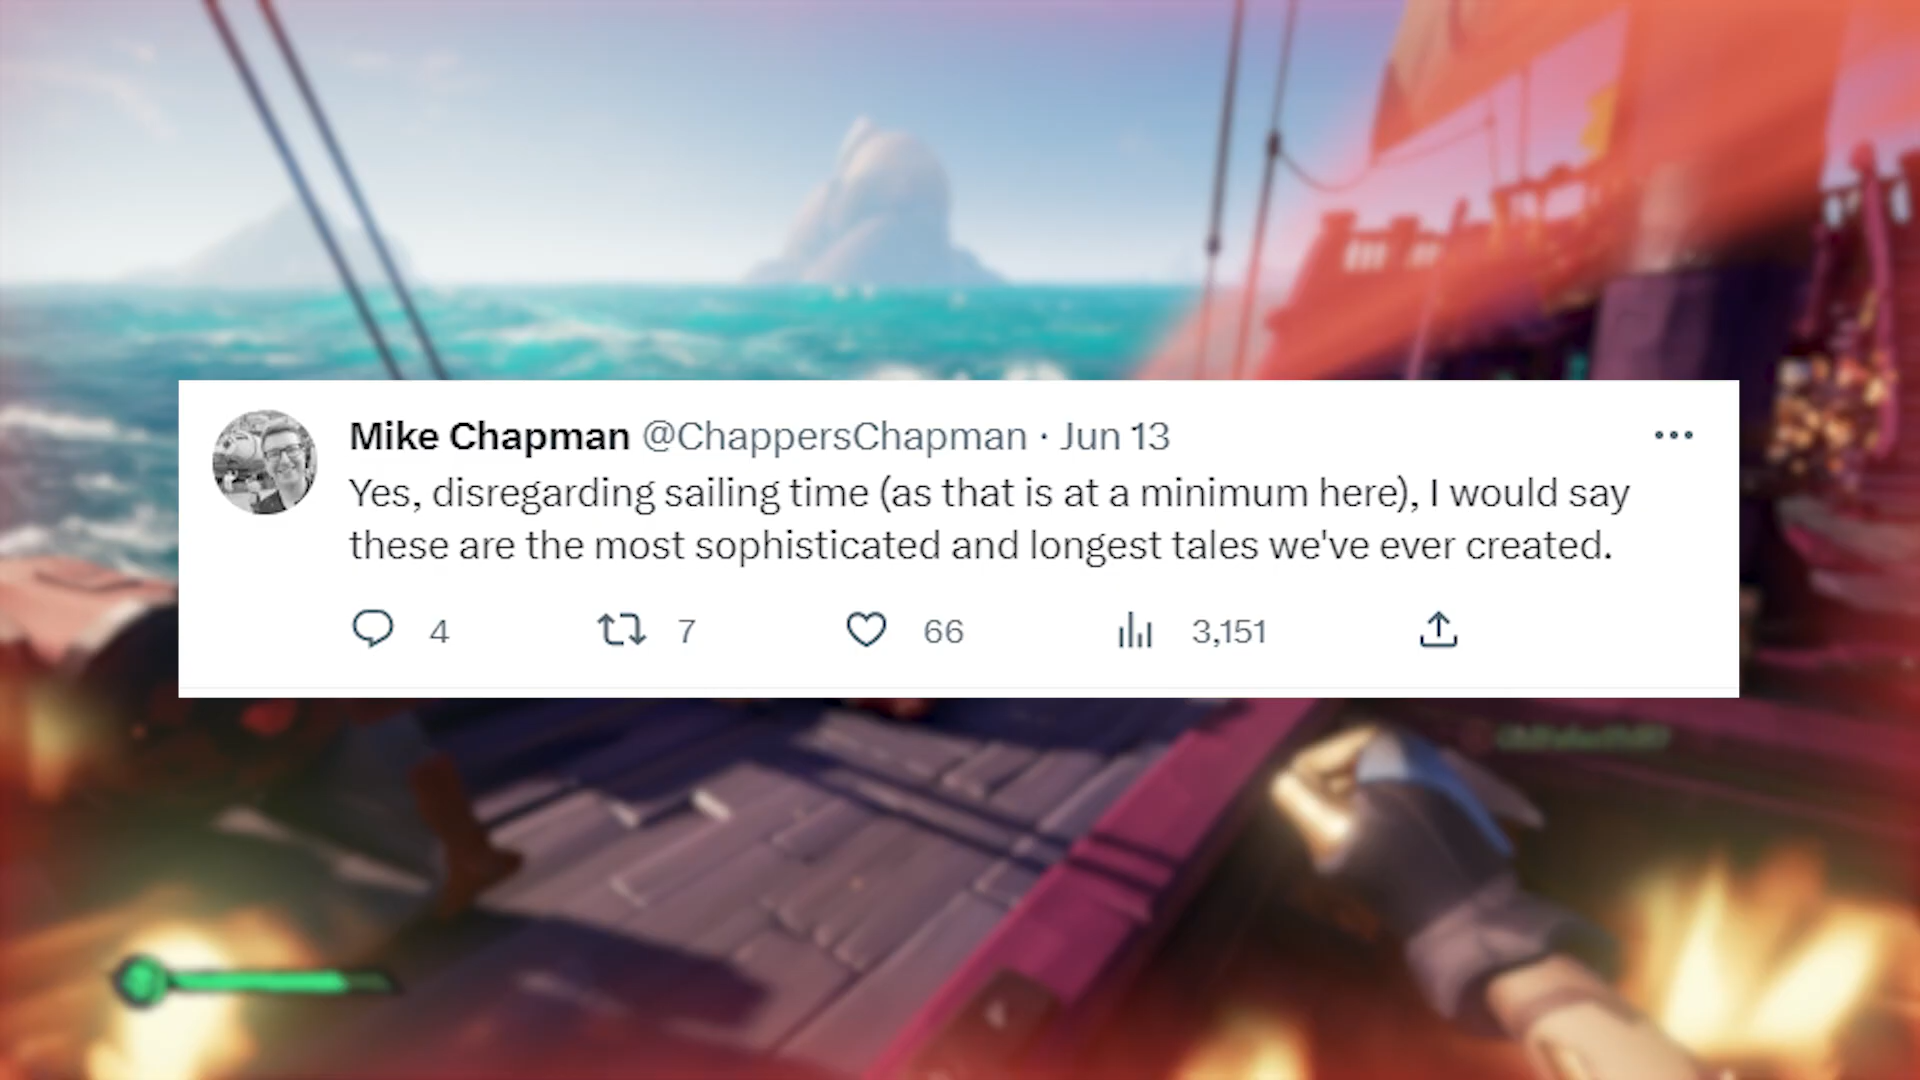 Mike Chapman @ChappersChapman · Jun 13
Yes, disregarding sailing time (as that is at a minimum here), I would say
these are the most sophisticated and longest tales we've ever created.
4 7 66 3,151